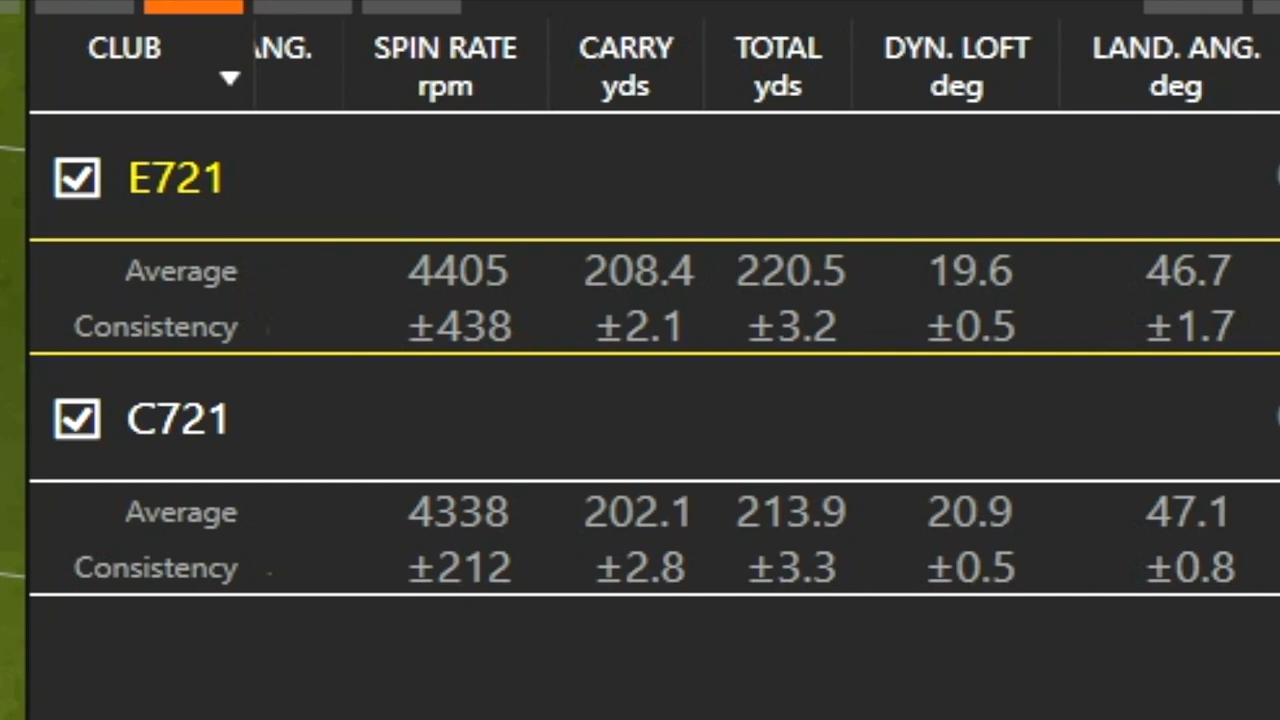 CLUB ANG. SPIN RATE CARRY TOTAL DYN. LOFT LAND. ANG.
rpm yds yds deg deg
E721
Average 4405 208.4 220.5 19.6 46.7
Consistency ±438 ±2.1 ±3.2 ±0.5 ±1.7
C721
Average 4338 202.1 213.9 20.9 47.1
Consistency ±212 ±2.8 ±3.3 ±0.5 ±0.8